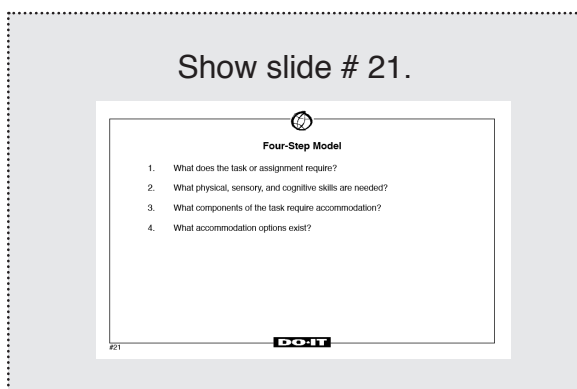 Show slide # 21.
Four-Step Model
1. What does the task or assignment require?
2. What physical, sensory, and cognitive skills are needed?
3. What components of the task require accommodation?
4. What accommodation options exist?
#21
DO-IT